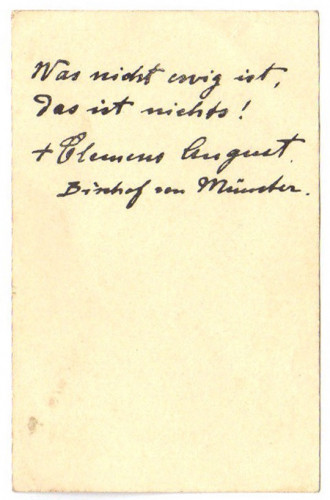 Was nicht ewig ist,
das ist nichts!
+ Clemens August.
Bischof von Münster.